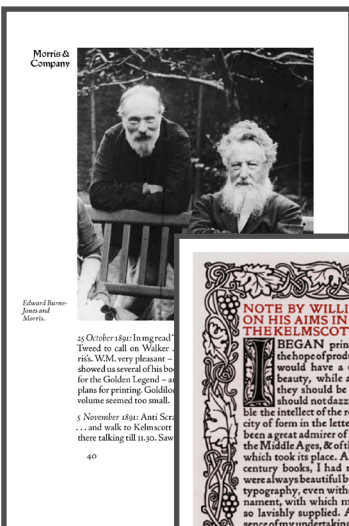 Morris &
Company
Edward Burne-
Jones and
Morris.
25 October 1891: In mg read
Tweed to call on Walker
ris's. W.M. very pleasant –
showed us several of his bo
for the Golden Legend – a
plans for printing. Goldilo
volume seemed too small.
5 November 1891: Anti Scra
... and walk to Kelmscott
there talking till 11.30. Saw
40
NOTE BY WILLI
ON HIS AIMS IN
THE KELMSCOT
I BEGAN prin
the hope of prod
would have a
beauty, while a
they should be
should not dazz
ble the intellect of the r
city of form in the lette
been a great admirer of
the Middle Ages, & of t
which took its place. A
century books, I had n
were always beautiful b
typography, even witho
nament, with which m
so lavishly supplied. A
sence of my undertakin